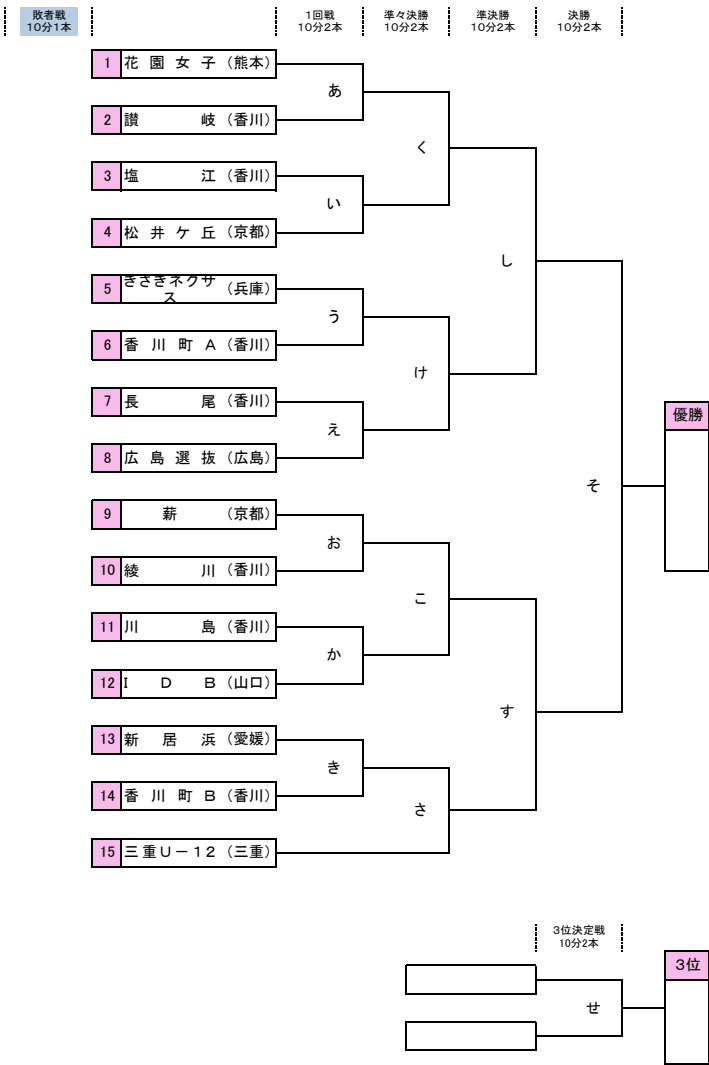 敗者戦 1回戦 準々決勝 準決勝 決勝
10分1本 10分2本 10分2本 10分2本 10分2本
1 花園女子 (熊本)
あ
2 讃岐 (香川)
く
3 塩江 (香川)
い
4 松井ケ丘 (京都)
し
5 きさきネクサス (兵庫)
う
6 香川町A (香川)
け
7 長尾 (香川)
優勝
え
8 広島選抜 (広島)
そ
9 薪 (京都)
お
10 綾川 (香川)
こ
11 川島 (香川)
か
12 IDB (山口)
す
13 新居浜 (愛媛)
き
14 香川町B (香川)
さ
15 三重U-12 (三重)
3位決定戦
10分2本
3位
せ